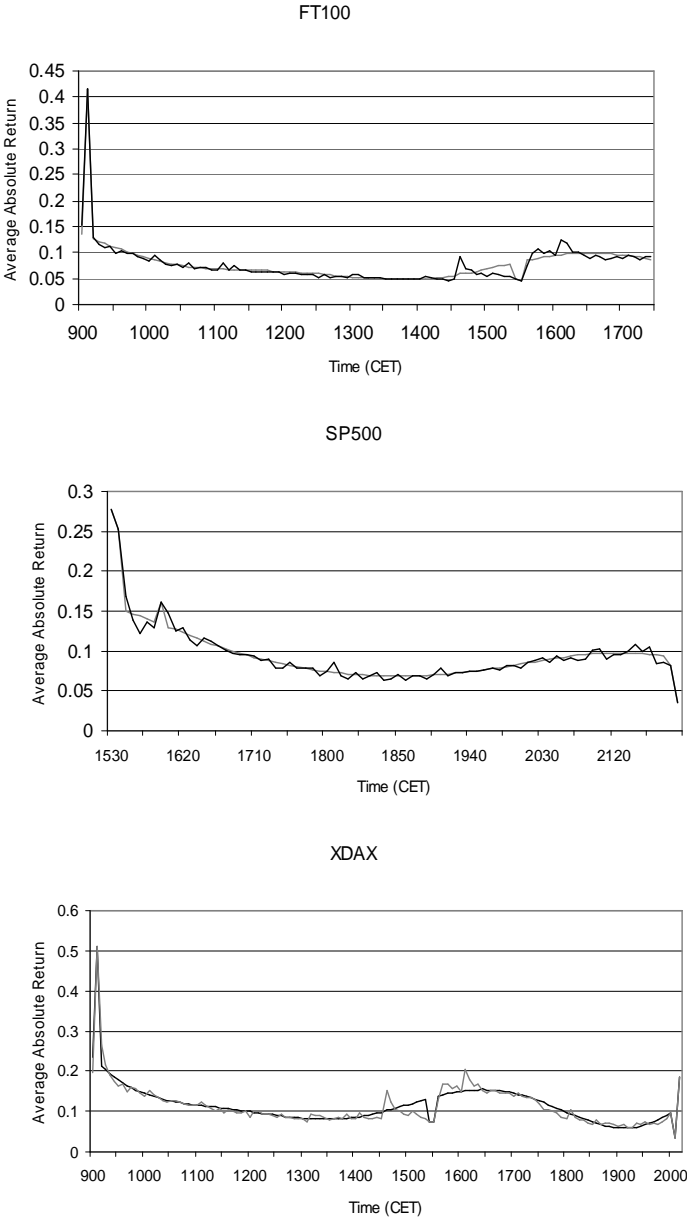 FT100
0.45
0.4
0.35
0.3
0.25
0.2
0.15
0.1
0.05
0
Average Absolute Return
900 1000 1100 1200 1300 1400 1500 1600 1700
Time (CET)
SP500
0.3
0.25
0.2
0.15
0.1
0.05
0
Average Absolute Return
1530 1620 1710 1800 1850 1940 2030 2120
Time (CET)
XDAX
0.6
0.5
0.4
0.3
0.2
0.1
0
Average Absolute Return
900 1000 1100 1200 1300 1400 1500 1600 1700 1800 1900 2000
Time (CET)